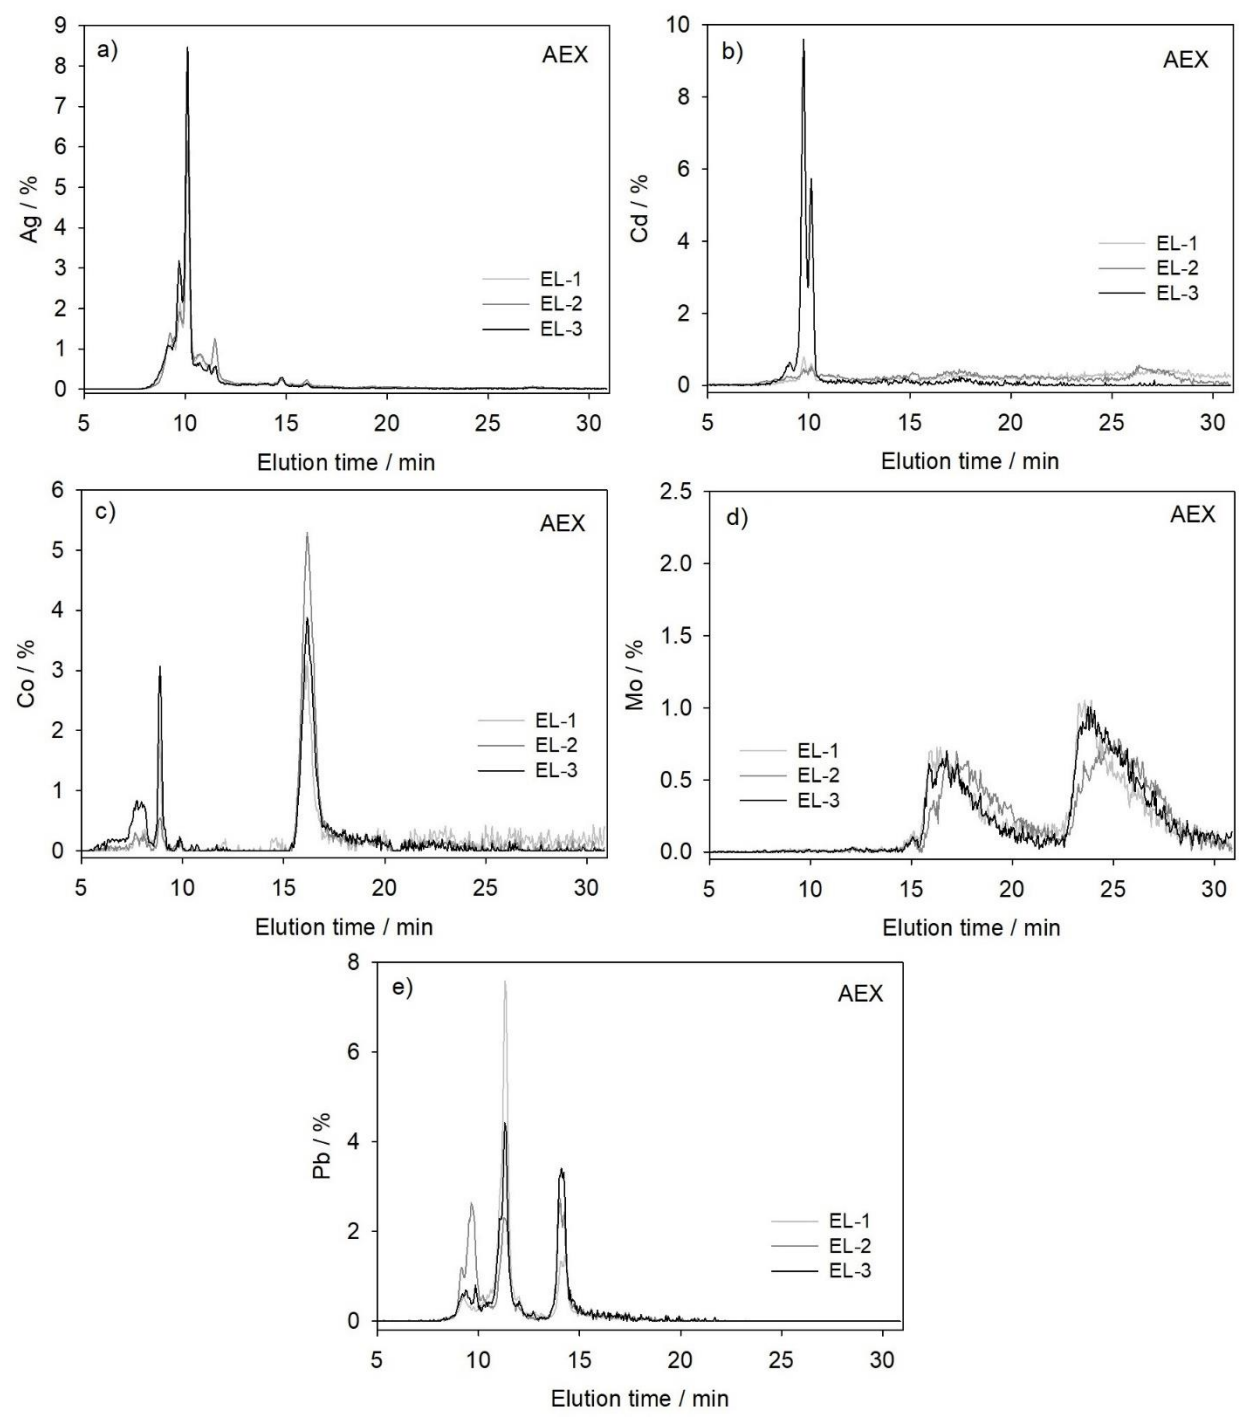 a)
AEX
9
8
7
6
5
4
3
2
1
0
Ag / %
EL-1
EL-2
EL-3
5 10 15 20 25 30
Elution time / min
b)
AEX
10
8
6
4
2
0
Cd / %
EL-1
EL-2
EL-3
5 10 15 20 25 30
Elution time / min
c)
AEX
6
5
4
3
2
1
0
Co / %
EL-1
EL-2
EL-3
5 10 15 20 25 30
Elution time / min
d)
AEX
2.5
2.0
1.5
1.0
0.5
0.0
Mo / %
EL-1
EL-2
EL-3
5 10 15 20 25 30
Elution time / min
e)
AEX
8
6
4
2
0
Pb / %
EL-1
EL-2
EL-3
5 10 15 20 25 30
Elution time / min